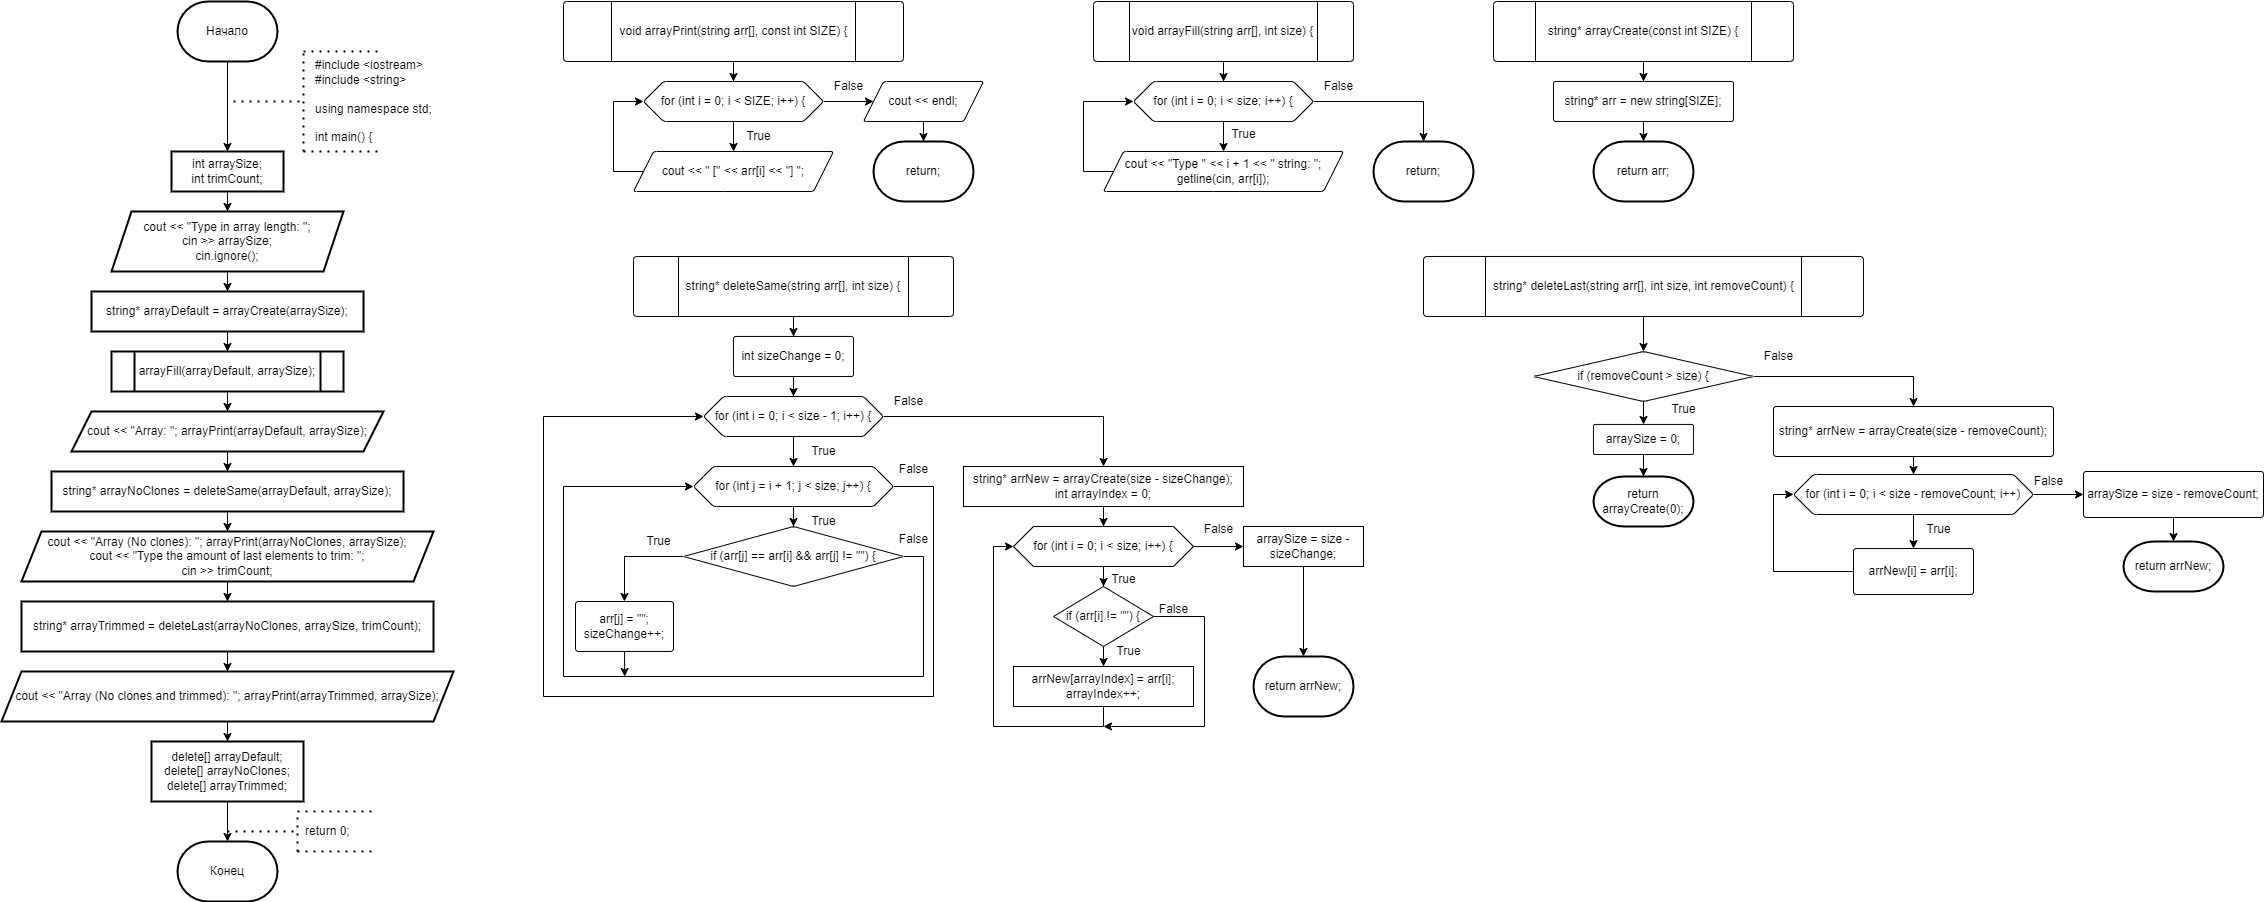 Начало
#include <iostream>
#include <string>
using namespace std;
int main() {
int arraySize;
int trimCount;
cout << "Type in array length: ";
cin >> arraySize;
cin.ignore();
string* arrayDefault = arrayCreate(arraySize);
arrayFill(arrayDefault, arraySize);
cout << "Array: "; arrayPrint(arrayDefault, arraySize);
string* arrayNoClones = deleteSame(arrayDefault, arraySize);
cout << "Array (No clones): "; arrayPrint(arrayNoClones, arraySize);
cout << "Type the amount of last elements to trim: ";
cin >> trimCount;
string* arrayTrimmed = deleteLast(arrayNoClones, arraySize, trimCount);
cout << "Array (No clones and trimmed): "; arrayPrint(arrayTrimmed, arraySize);
delete[] arrayDefault;
delete[] arrayNoClones;
delete[] arrayTrimmed;
return 0;
Конец
void arrayPrint(string arr[], const int SIZE) {
for (int i = 0; i < SIZE; i++) {
False
cout << endl;
True
cout << " [" << arr[i] << "] ";
return;
void arrayFill(string arr[], int size) {
for (int i = 0; i < size; i++) {
False
True
cout << "Type " << i + 1 << " string: ";
getline(cin, arr[i]);
return;
string* arrayCreate(const int SIZE) {
string* arr = new string[SIZE];
return arr;
string* deleteSame(string arr[], int size) {
int sizeChange = 0;
for (int i = 0; i < size - 1; i++) {
False
True
for (int j = i + 1; j < size; j++) {
False
True
if (arr[j] == arr[i] && arr[j] != "") {
True
False
arr[j] = "";
sizeChange++;
string* arrNew = arrayCreate(size - sizeChange);
int arrayIndex = 0;
for (int i = 0; i < size; i++) {
False
arraySize = size -
sizeChange;
True
if (arr[i] != "") {
False
True
arrNew[arrayIndex] = arr[i];
arrayIndex++;
return arrNew;
string* deleteLast(string arr[], int size, int removeCount) {
if (removeCount > size) {
False
True
arraySize = 0;
return
arrayCreate(0);
string* arrNew = arrayCreate(size - removeCount);
for (int i = 0; i < size - removeCount; i++)
False
arraySize = size - removeCount;
True
arrNew[i] = arr[i];
return arrNew;